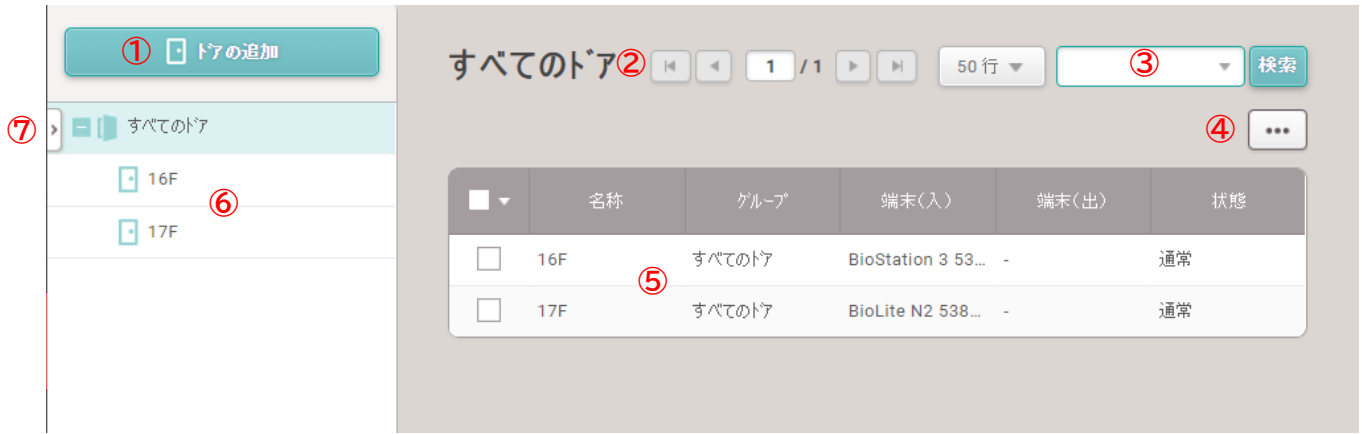 ① ﾄﾞｱの追加
⑦ すべてのﾄﾞｱ
16F
⑥
17F
すべてのﾄﾞｱ ② 1 / 1 50 行 ③ 検索
④ •••
名称 ｸﾞﾙｰﾌﾟ 端末(入) 端末(出) 状態
16F すべてのﾄﾞｱ BioStation 3 53... - 通常
⑤
17F すべてのﾄﾞｱ BioLite N2 538... - 通常